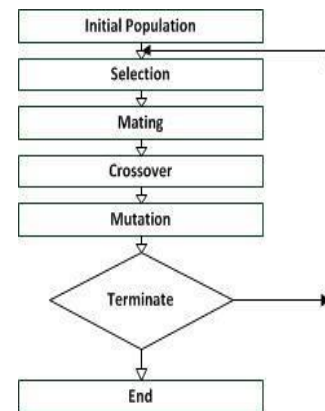 Initial Population
Selection
Mating
Crossover
Mutation
Terminate
End